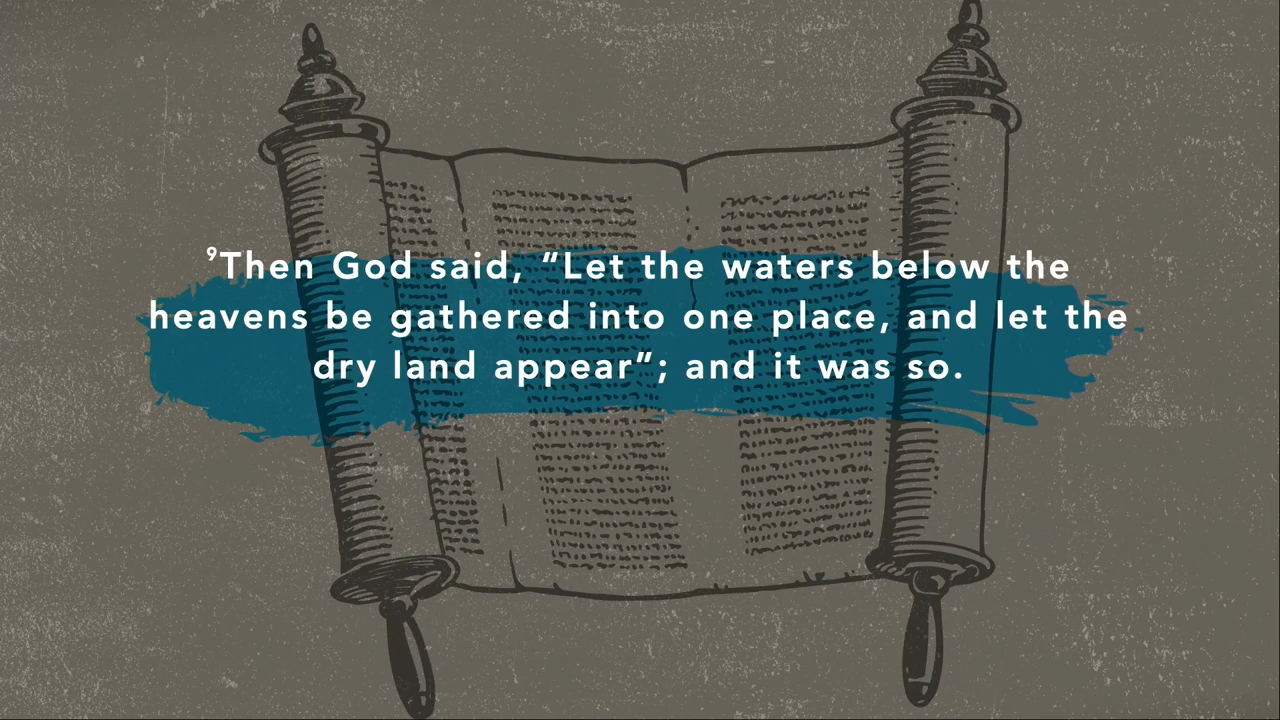 ⁹Then God said, “Let the waters below the
heavens be gathered into one place, and let the
dry land appear”; and it was so.